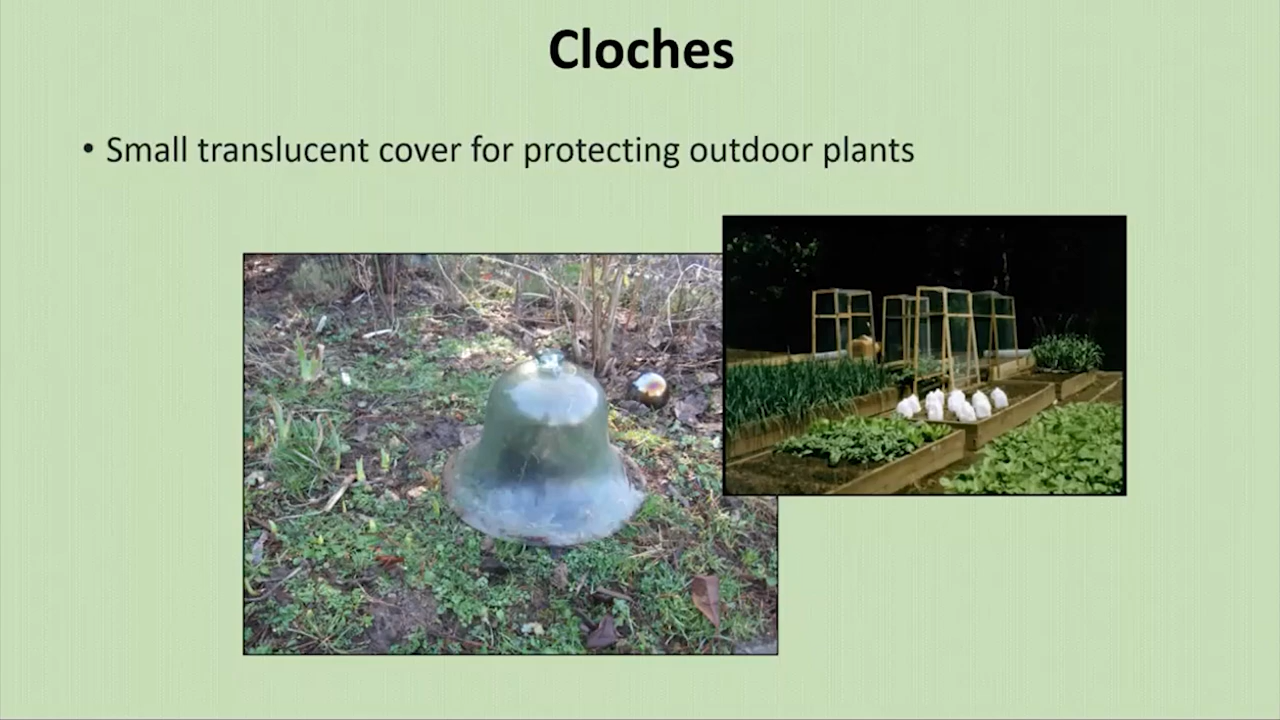 Cloches
• Small translucent cover for protecting outdoor plants